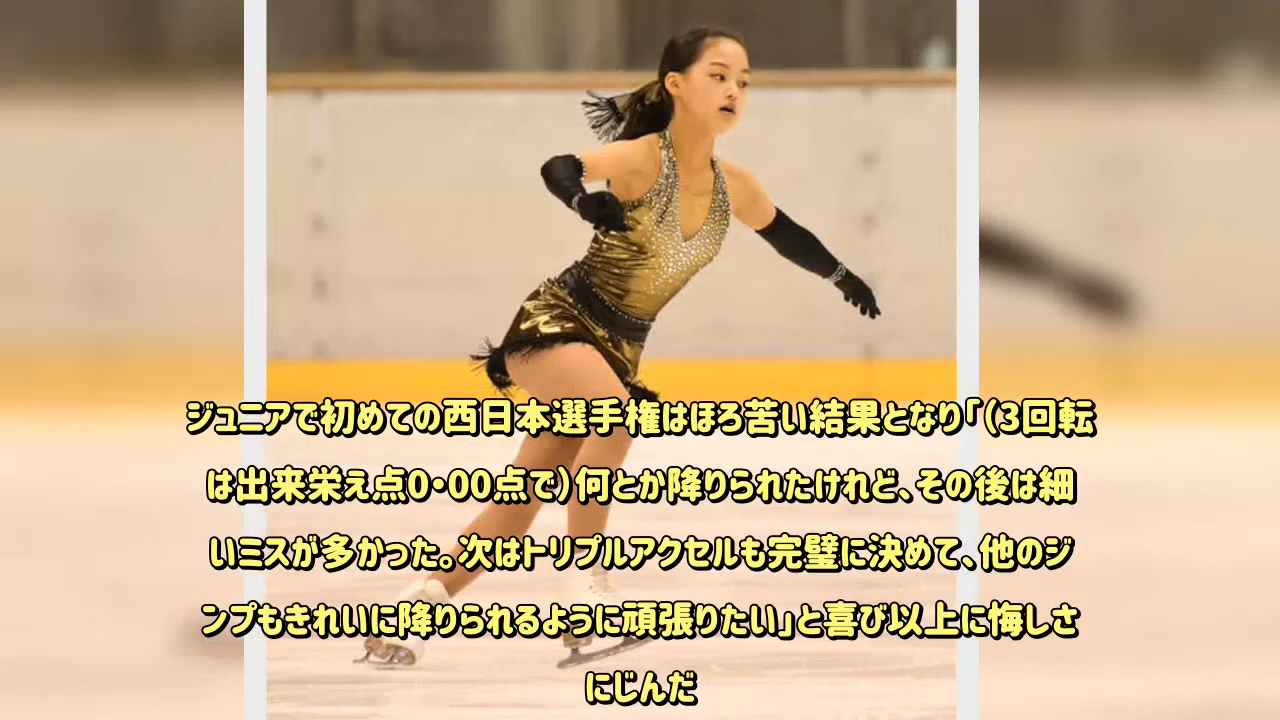 ジュニアで初めての西日本選手権はほろ苦い結果となり「（3回転
は出来栄え点0・00点で）何とか降りられたけれど、その後は細
いミスが多かった。次はトリプルアクセルも完璧に決めて、他のジ
ンプもきれいに降りられるように頑張りたい」と喜び以上に悔しさ
にじんだ